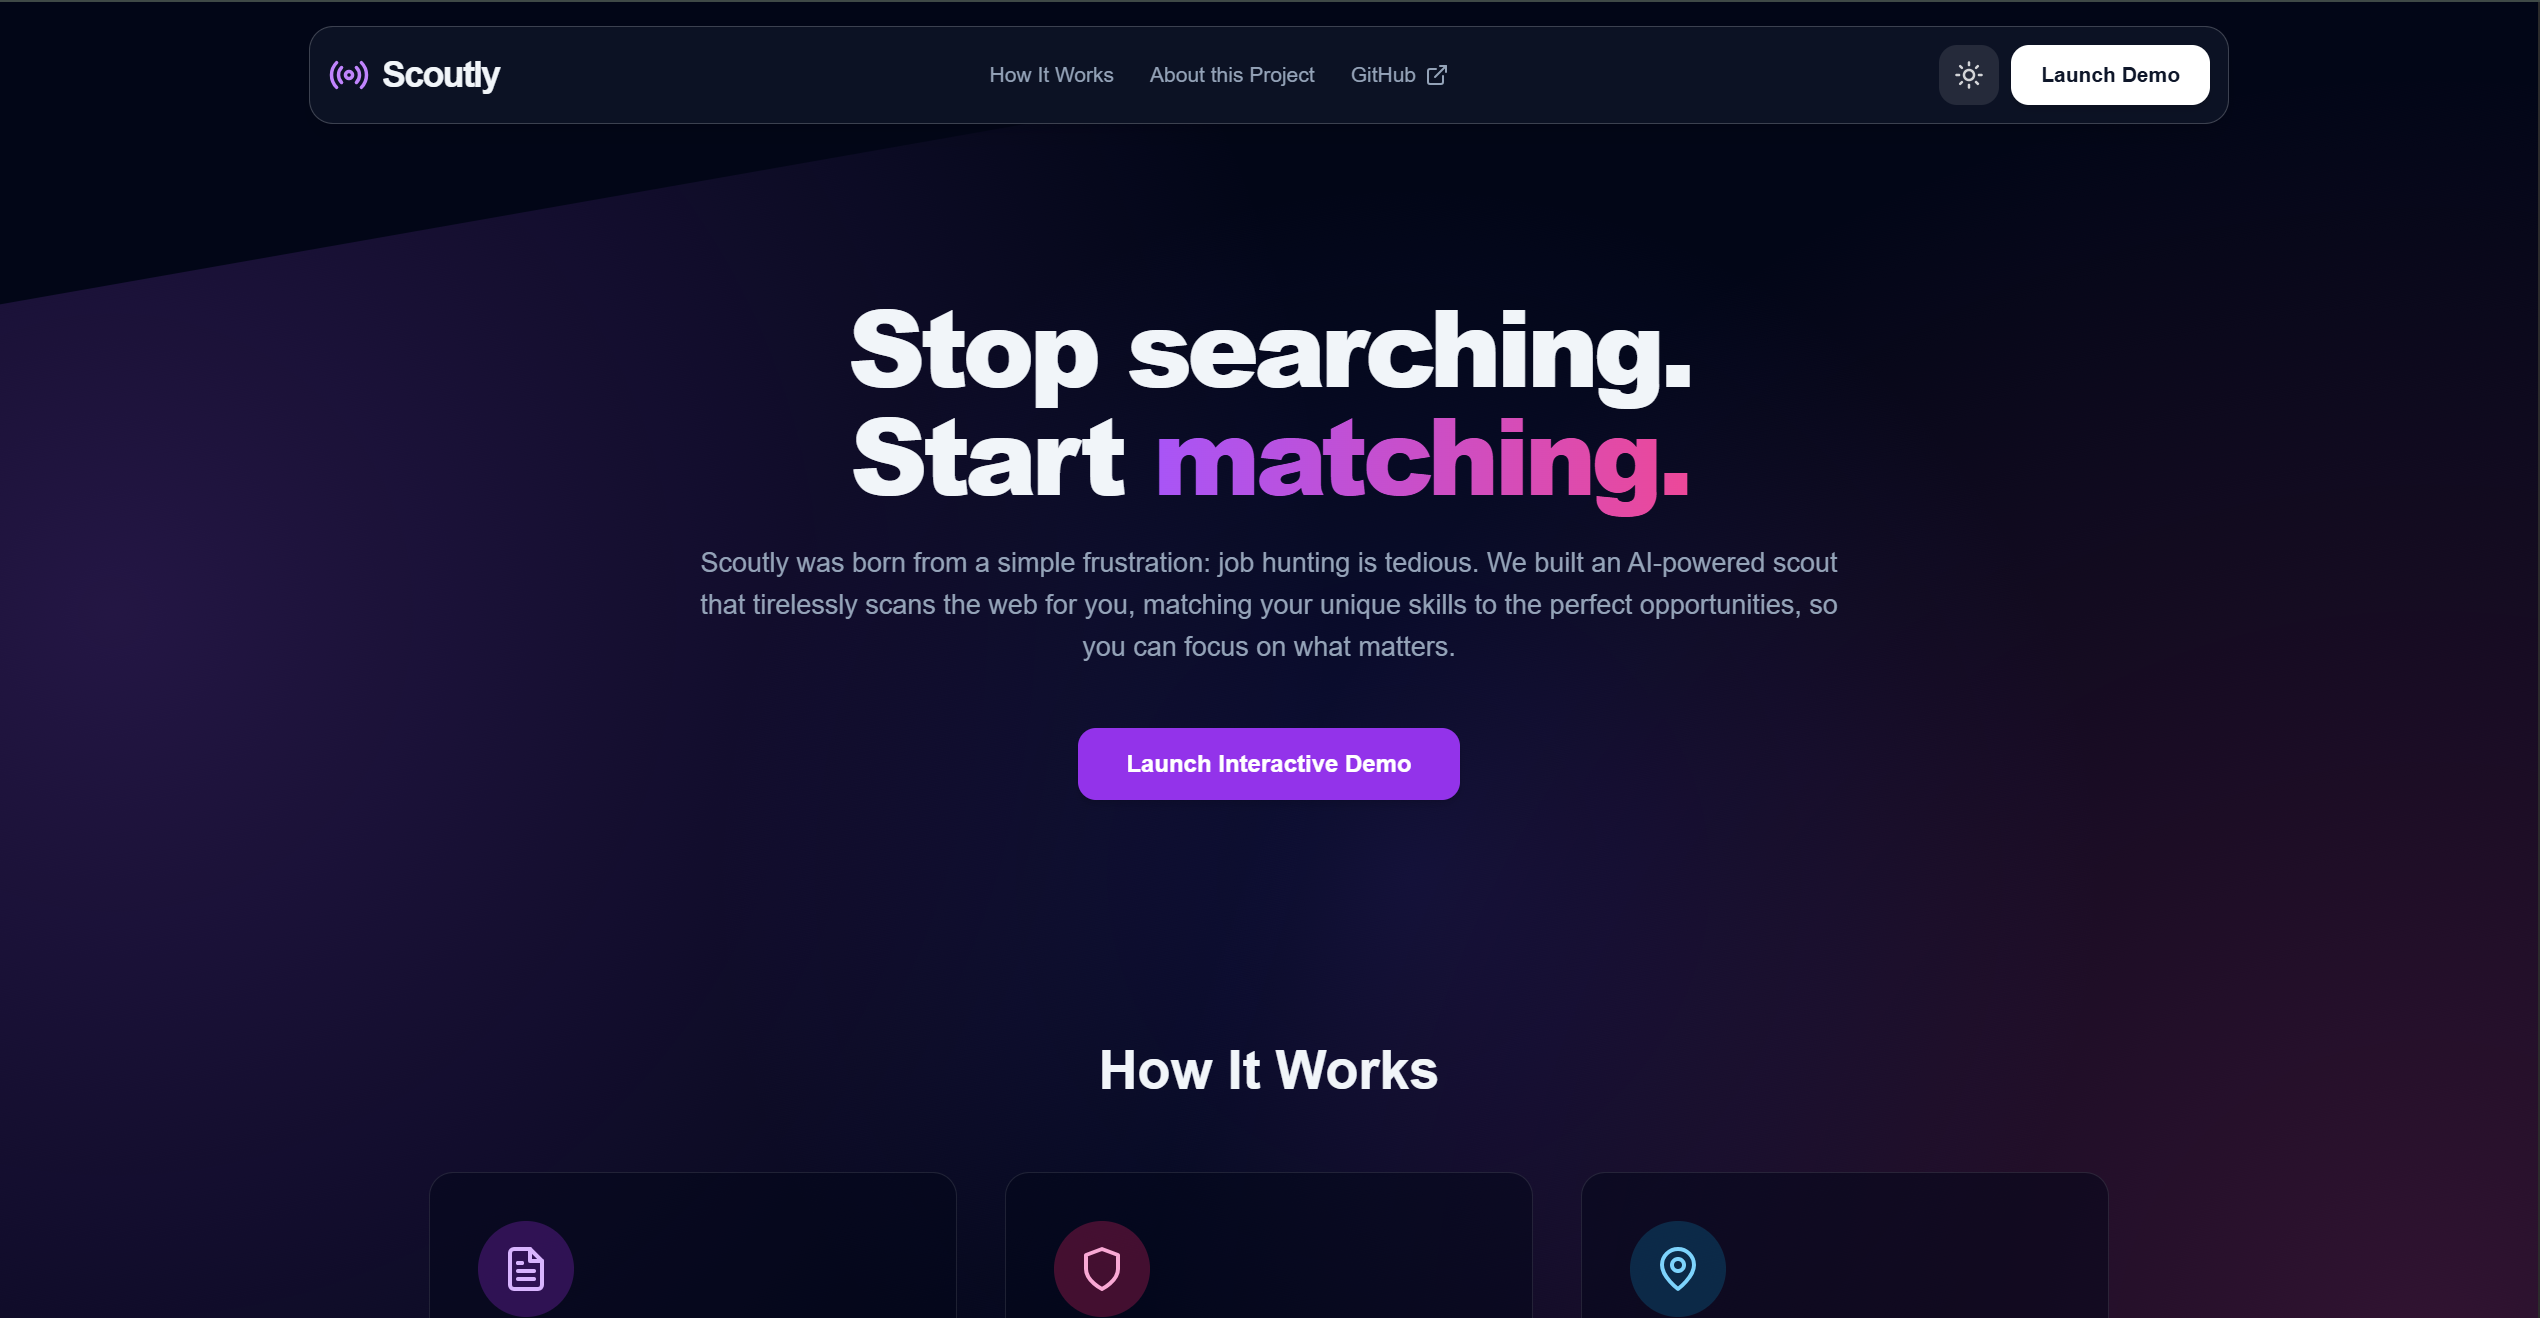 Scoutly
How It Works
About this Project
GitHub
Launch Demo
Stop searching.
Start matching.
Scoutly was born from a simple frustration: job hunting is tedious. We built an AI-powered scout
that tirelessly scans the web for you, matching your unique skills to the perfect opportunities, so
you can focus on what matters.
Launch Interactive Demo
How It Works